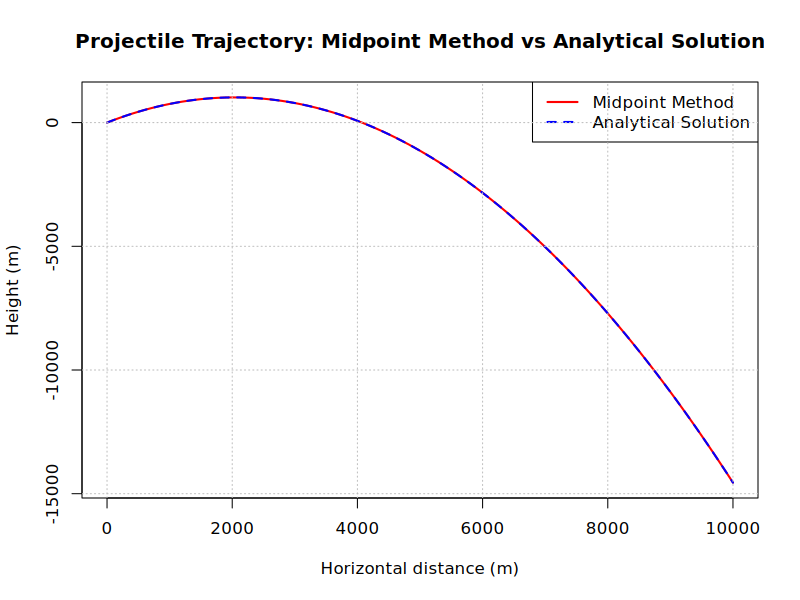 Projectile Trajectory: Midpoint Method vs Analytical Solution
Midpoint Method
Analytical Solution
0
-5000
-10000
-15000
Height (m)
0 2000 4000 6000 8000 10000
Horizontal distance (m)